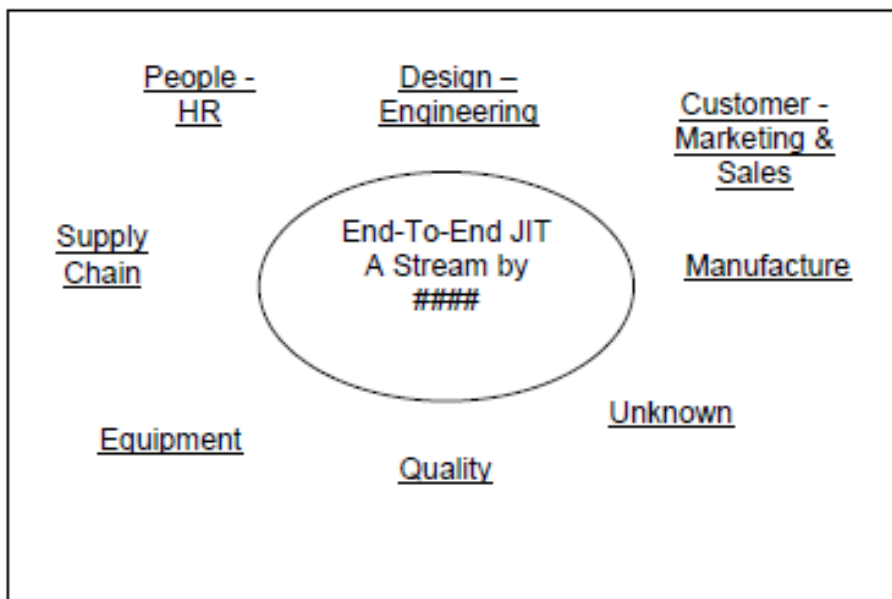 People -
HR
Design –
Engineering
Customer -
Marketing &
Sales
Supply
Chain
End-To-End JIT
A Stream by
####
Manufacture
Equipment
Quality
Unknown